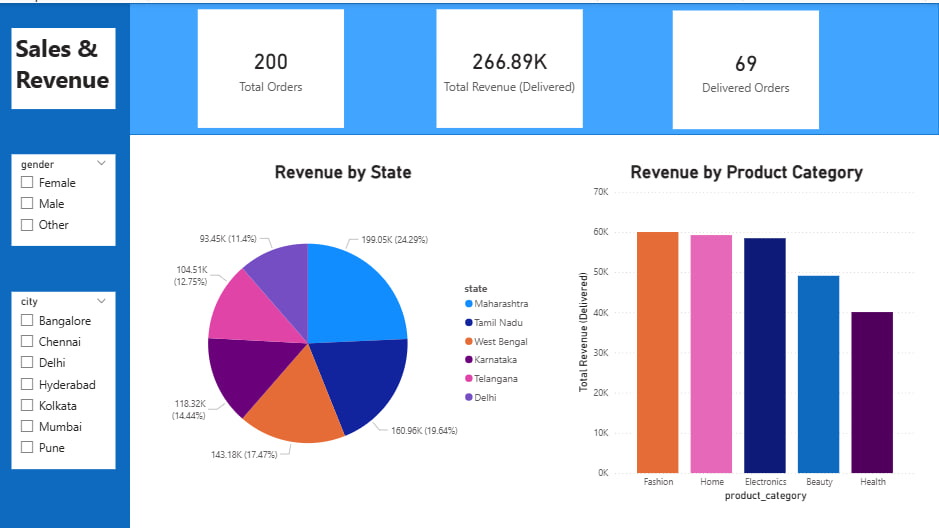 Sales &
Revenue
200
Total Orders
266.89K
Total Revenue (Delivered)
69
Delivered Orders
gender
Female
Male
Other
city
Bangalore
Chennai
Delhi
Hyderabad
Kolkata
Mumbai
Pune
Revenue by State
93.45K (11.4%)
199.05K (24.29%)
104.51K
(12.75%)
118.32K
(14.44%)
160.96K (19.64%)
143.18K (17.47%)
state
Maharashtra
Tamil Nadu
West Bengal
Karnataka
Telangana
Delhi
Revenue by Product Category
Total Revenue (Delivered)
70K
60K
50K
40K
30K
20K
10K
0K
Fashion Home Electronics Beauty Health
product_category